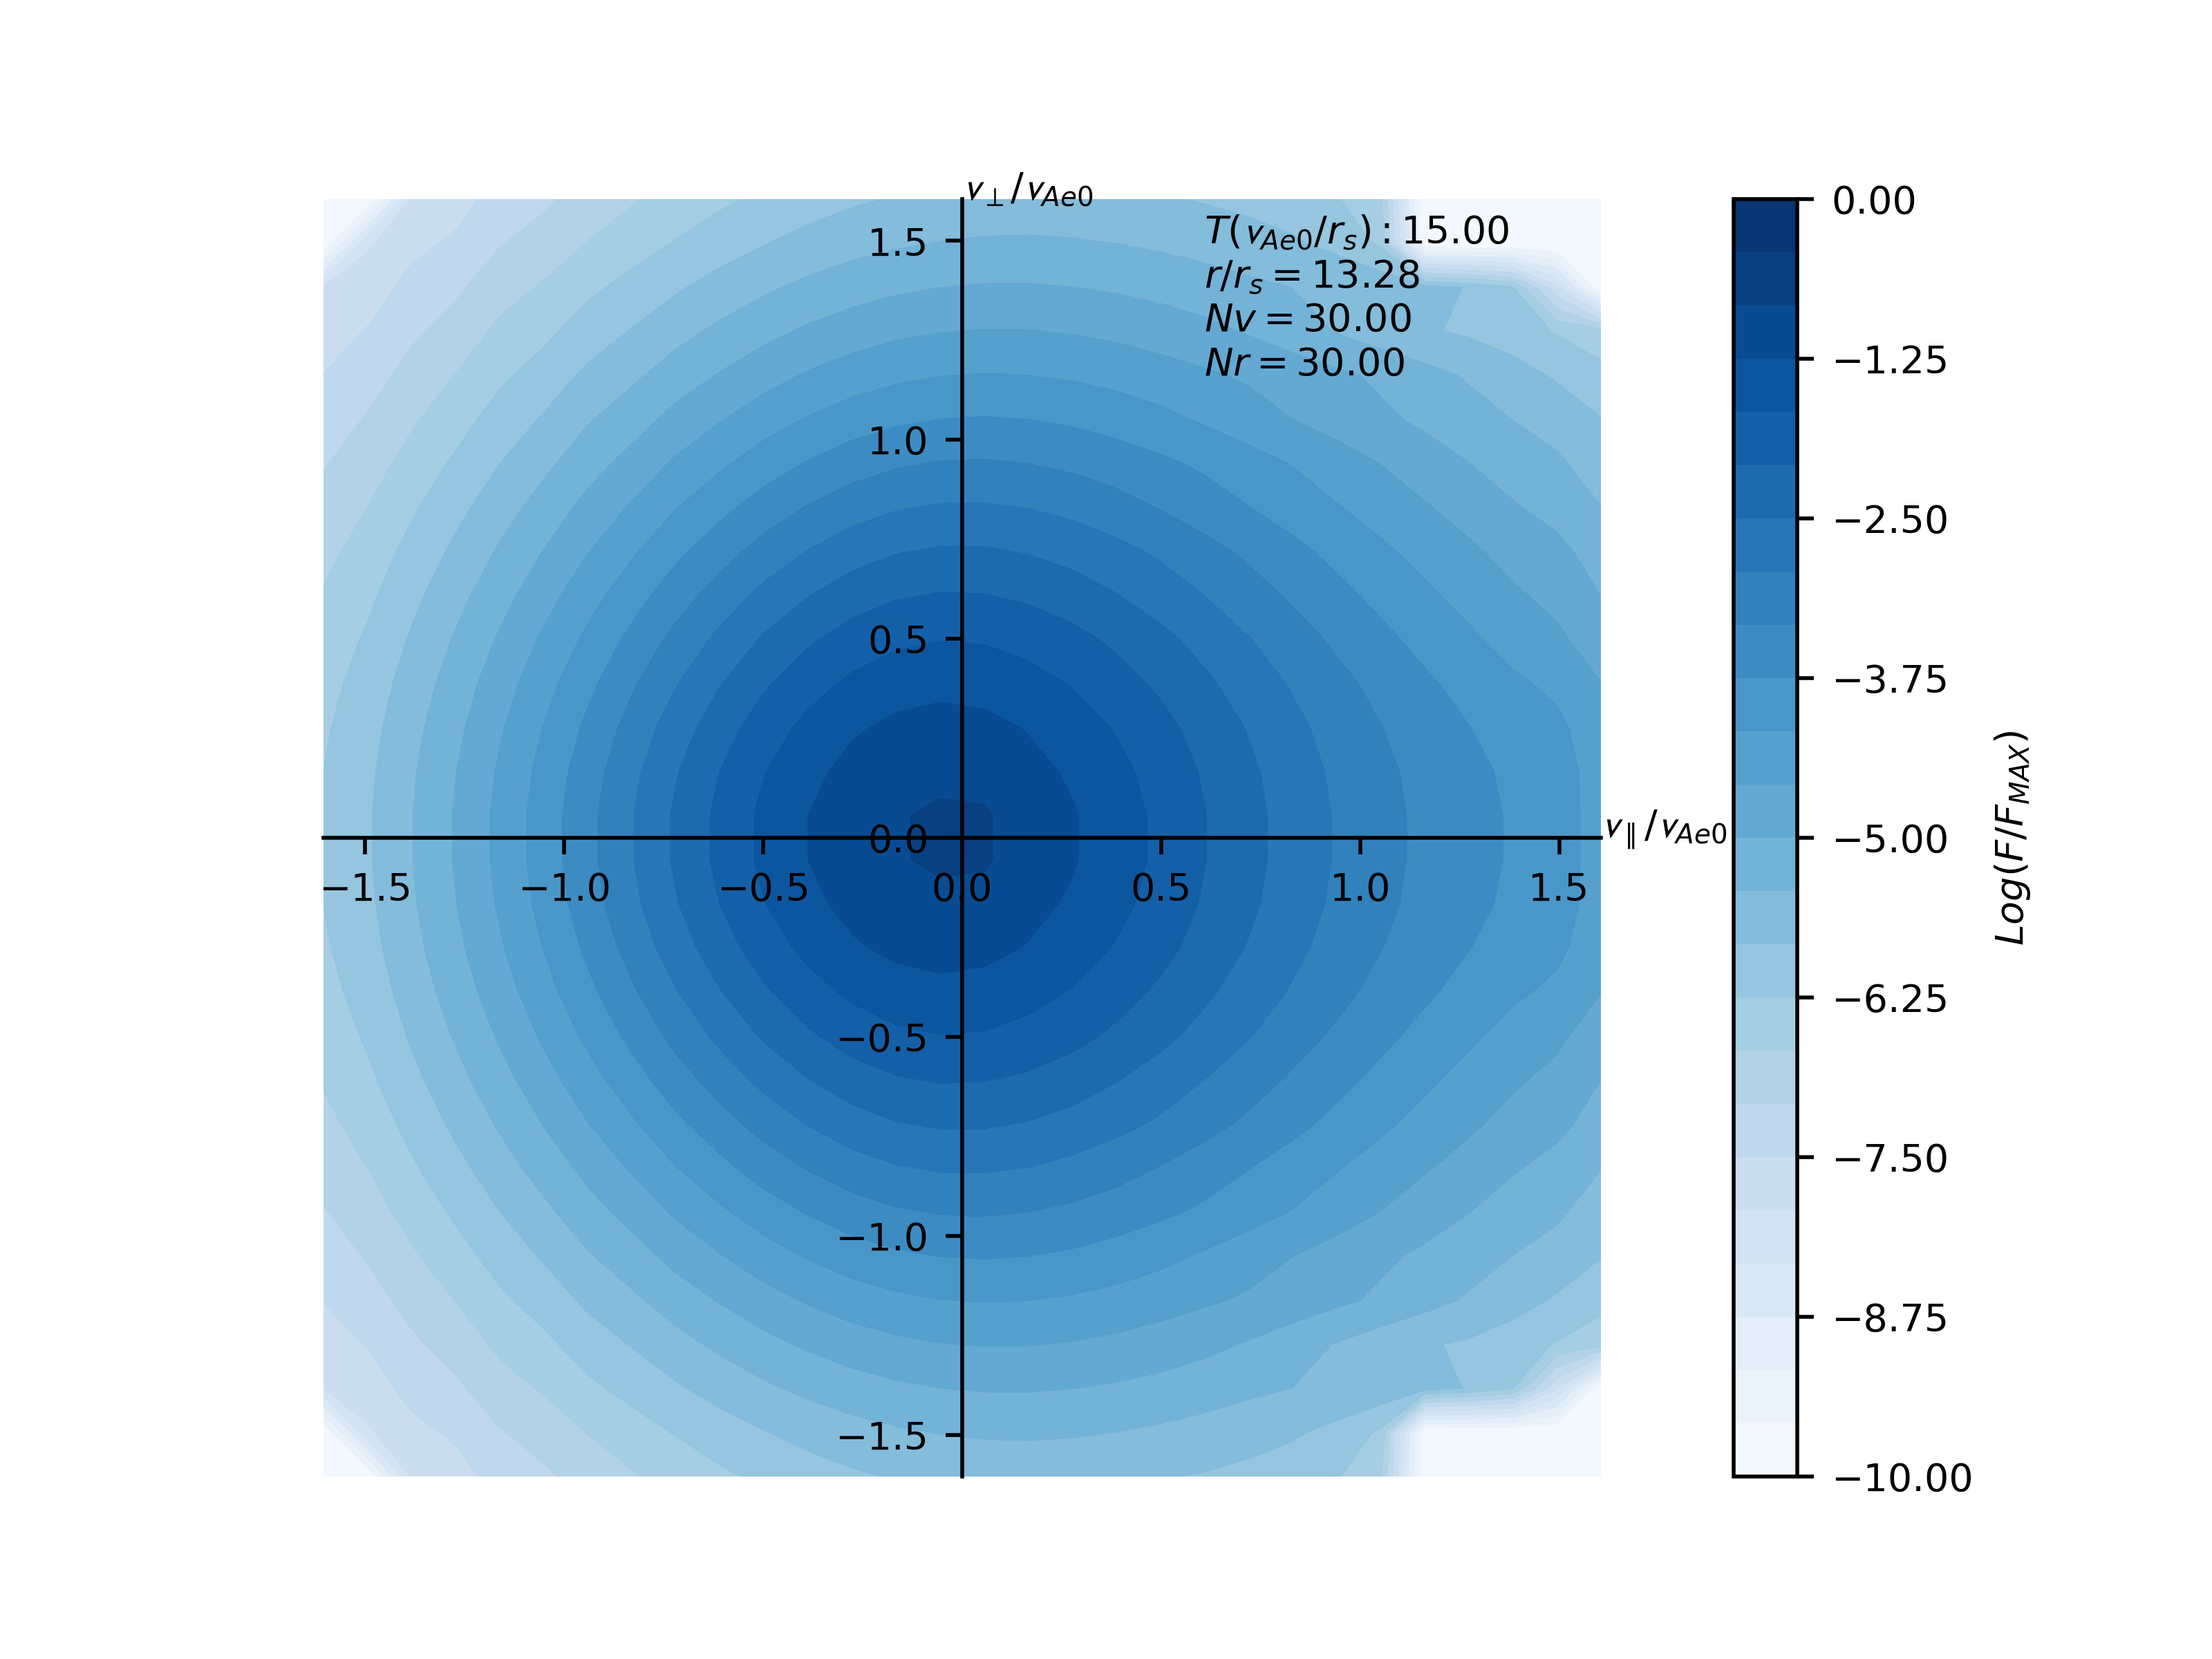 v⊥/vAe0
T(vAe0/rs) : 15.00
r/rs = 13.28
Nv = 30.00
Nr = 30.00
1.5
1.0
0.5
0.0
−0.5
−1.0
−1.5
−1.5 −1.0 −0.5 0.0 0.5 1.0 1.5
v∥/vAe0
0.00
−1.25
−2.50
−3.75
−5.00
−6.25
−7.50
−8.75
−10.00
Log(F/FMAX)